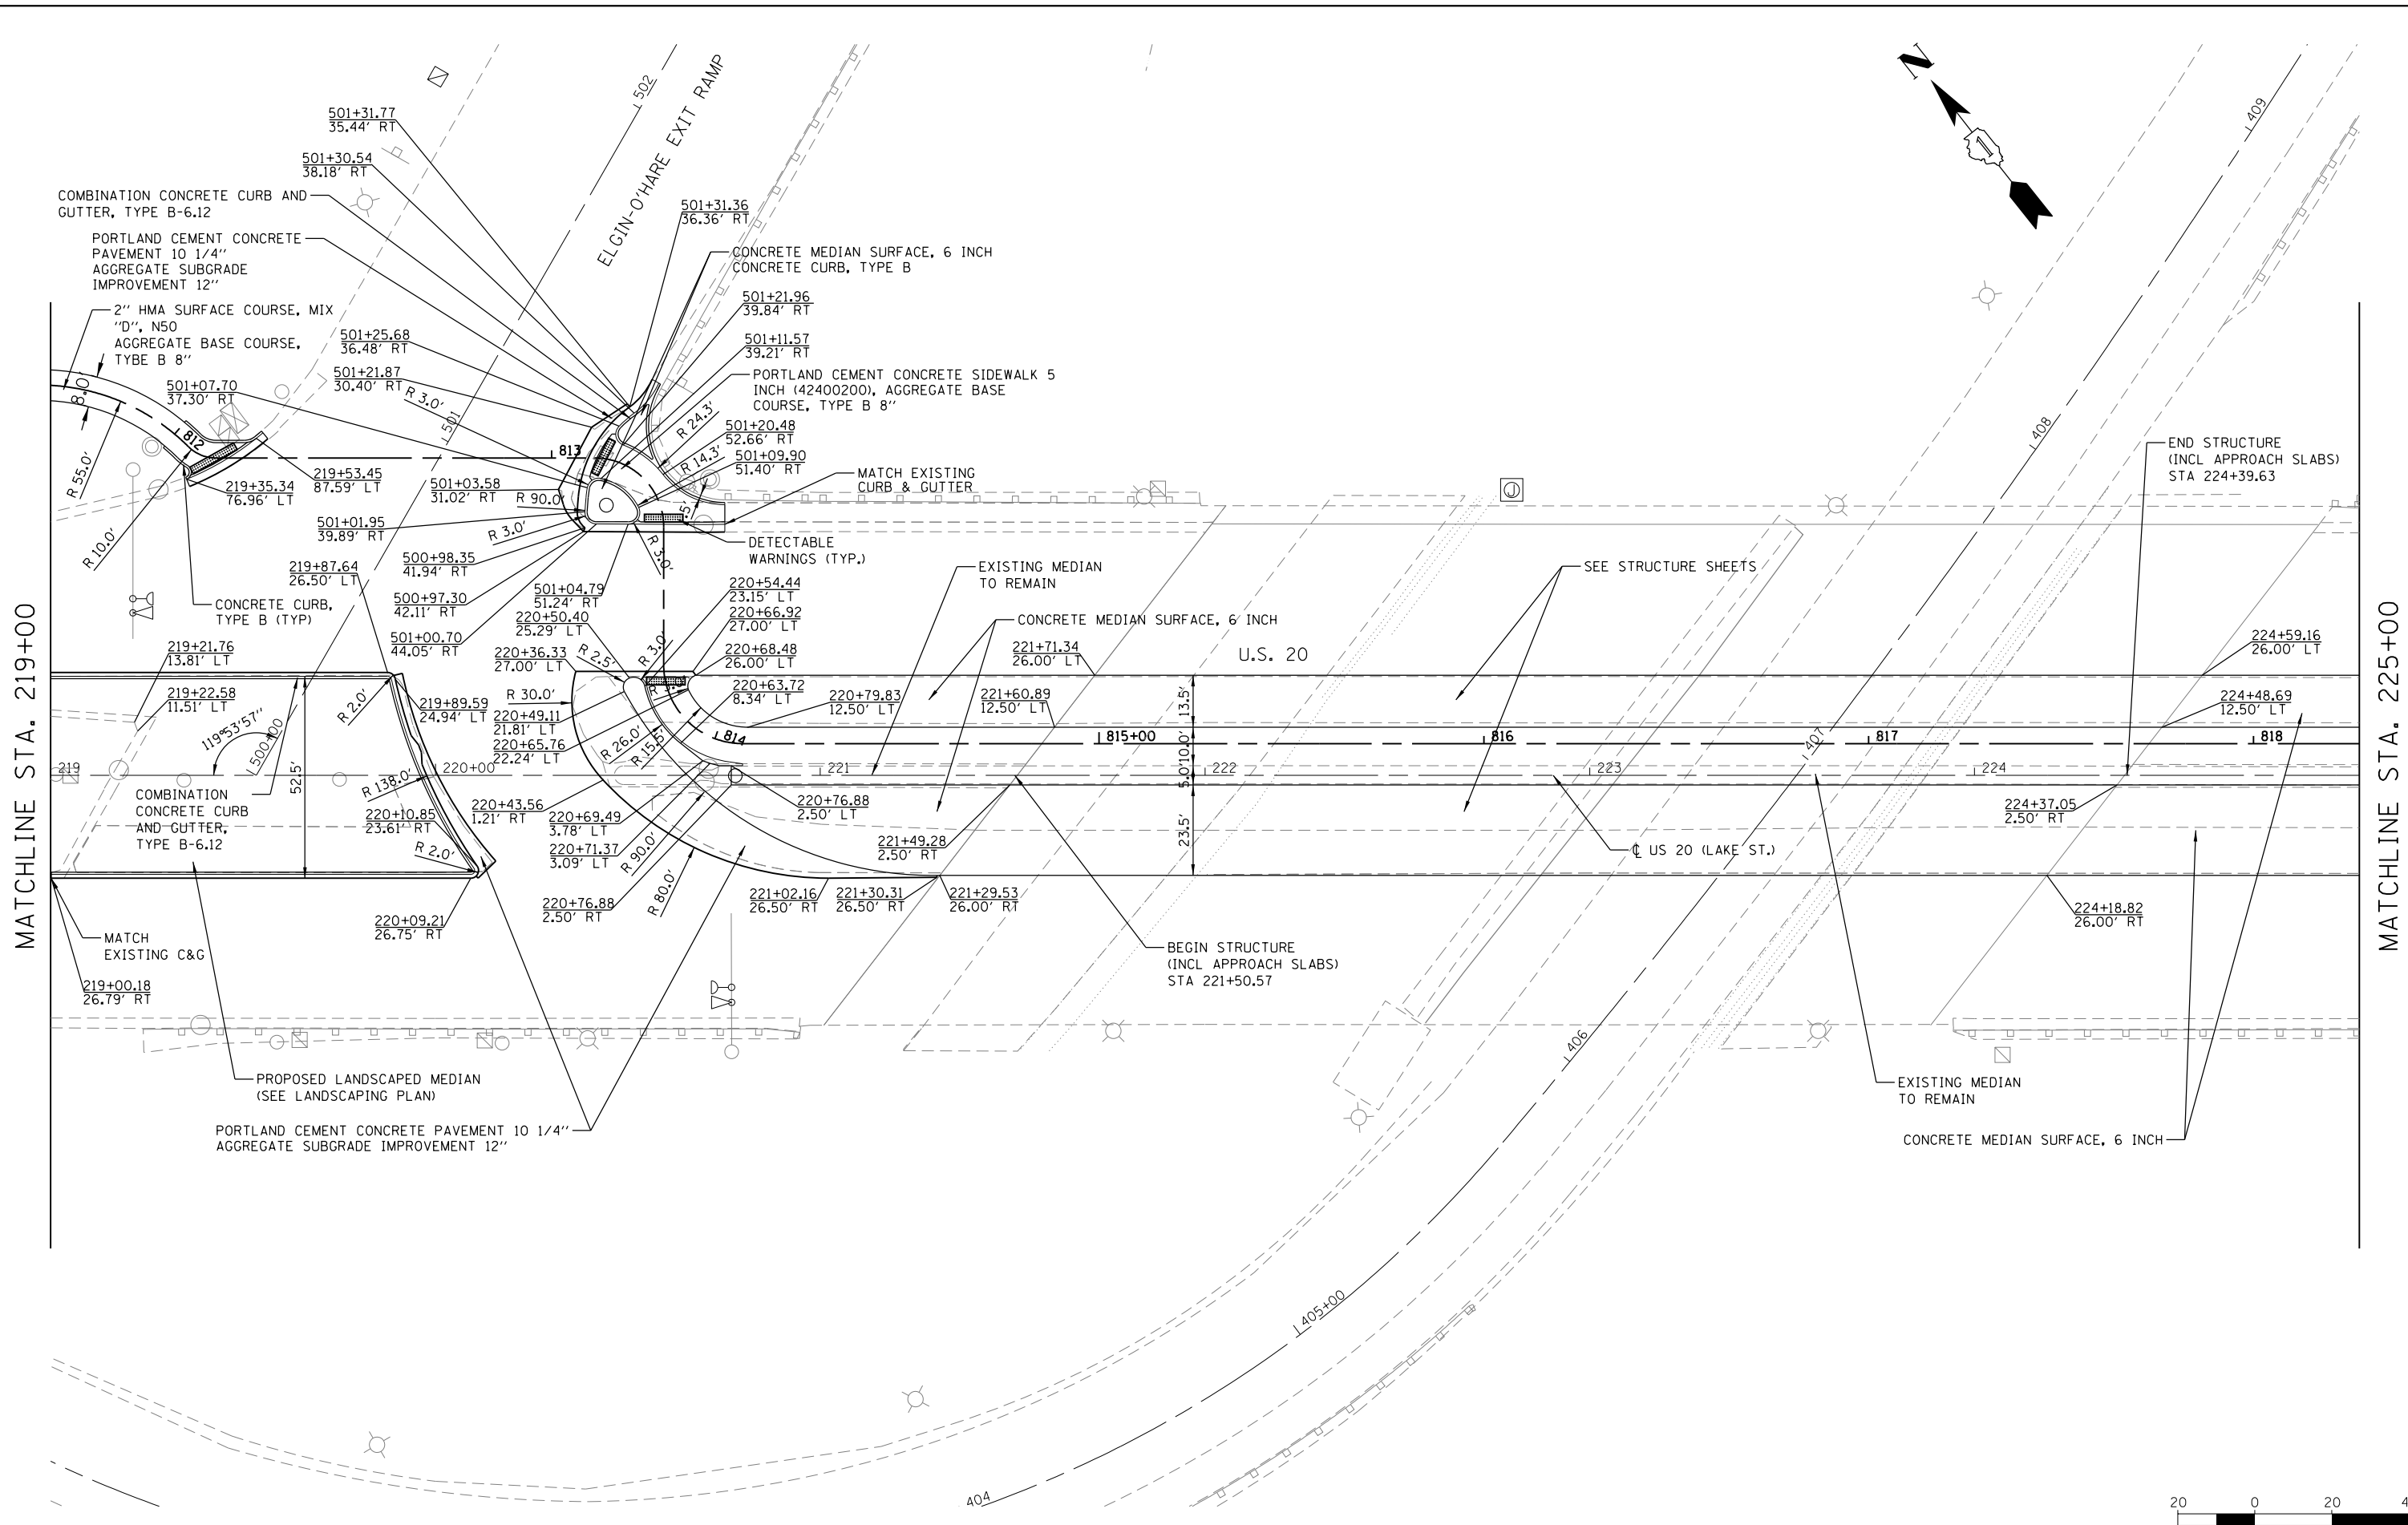 MATCHLINE STA. 219+00
MATCHLINE STA. 225+00
N
1
502
ELGIN-O'HARE EXIT RAMP
409
408
501+31.77
35.44' RT
501+30.54
38.18' RT
COMBINATION CONCRETE CURB AND
GUTTER, TYPE B-6.12
PORTLAND CEMENT CONCRETE
PAVEMENT 10 1/4"
AGGREGATE SUBGRADE
IMPROVEMENT 12"
2" HMA SURFACE COURSE, MIX
"D", N50
AGGREGATE BASE COURSE,
TYBE B 8"
501+31.36
36.36' RT
CONCRETE MEDIAN SURFACE, 6 INCH
CONCRETE CURB, TYPE B
501+21.96
39.84' RT
501+11.57
39.21' RT
PORTLAND CEMENT CONCRETE SIDEWALK 5
INCH (42400200), AGGREGATE BASE
COURSE, TYPE B 8"
501+25.68
36.48' RT
501+21.87
30.40' RT
501+07.70
37.30' RT
R 3.0'
501
8.0'
R 55.0'
R 10.0'
812
813
R 24.3'
R 14.3'
501+20.48
52.66' RT
501+09.90
51.40' RT
MATCH EXISTING
CURB & GUTTER
DETECTABLE
WARNINGS (TYP.)
219+53.45
87.59' LT
219+35.34
76.96' LT
501+03.58
31.02' RT
R 90.0'
501+01.95
39.89' RT
R 3.0'
500+98.35
41.94' RT
R 3.0'
219+87.64
26.50' LT
500+97.30
42.11' RT
501+04.79
51.24' RT
501+00.70
44.05' RT
CONCRETE CURB,
TYPE B (TYP)
J
END STRUCTURE
(INCL APPROACH SLABS)
STA 224+39.63
EXISTING MEDIAN
TO REMAIN
SEE STRUCTURE SHEETS
CONCRETE MEDIAN SURFACE, 6 INCH
220+54.44
23.15' LT
220+66.92
27.00' LT
220+50.40
25.29' LT
R 3.0'
220+36.33
27.00' LT
R 2.5'
220+68.48
26.00' LT
221+71.34
26.00' LT
U.S. 20
224+59.16
26.00' LT
219+21.76
13.81' LT
219+22.58
11.51' LT
R 2.0'
219+89.59
24.94' LT
R 30.0'
220+49.11
21.81' LT
220+65.76
22.24' LT
220+63.72
8.34' LT
220+79.83
12.50' LT
221+60.89
12.50' LT
13.5'
224+48.69
12.50' LT
119°53'57"
500+00
52.5'
R 26.0'
R 15.5'
814
815+00
816
817
818
10.0'
5.0'
23.5'
219
220+00
221
222
223
224
407
COMBINATION
CONCRETE CURB
AND GUTTER,
TYPE B-6.12
R 138.0'
220+10.85
23.61' RT
R 2.0'
220+43.56
1.21' RT
220+69.49
3.78' LT
220+71.37
3.09' LT
220+76.88
2.50' LT
R 90.0'
R 80.0'
220+76.88
2.50' RT
221+49.28
2.50' RT
221+02.16
26.50' RT
221+30.31
26.50' RT
221+29.53
26.00' RT
℄ US 20 (LAKE ST.)
224+37.05
2.50' RT
224+18.82
26.00' RT
220+09.21
26.75' RT
MATCH
EXISTING C&G
219+00.18
26.79' RT
BEGIN STRUCTURE
(INCL APPROACH SLABS)
STA 221+50.57
406
PROPOSED LANDSCAPED MEDIAN
(SEE LANDSCAPING PLAN)
PORTLAND CEMENT CONCRETE PAVEMENT 10 1/4"
AGGREGATE SUBGRADE IMPROVEMENT 12"
EXISTING MEDIAN
TO REMAIN
CONCRETE MEDIAN SURFACE, 6 INCH
405+00
404
20 0 20